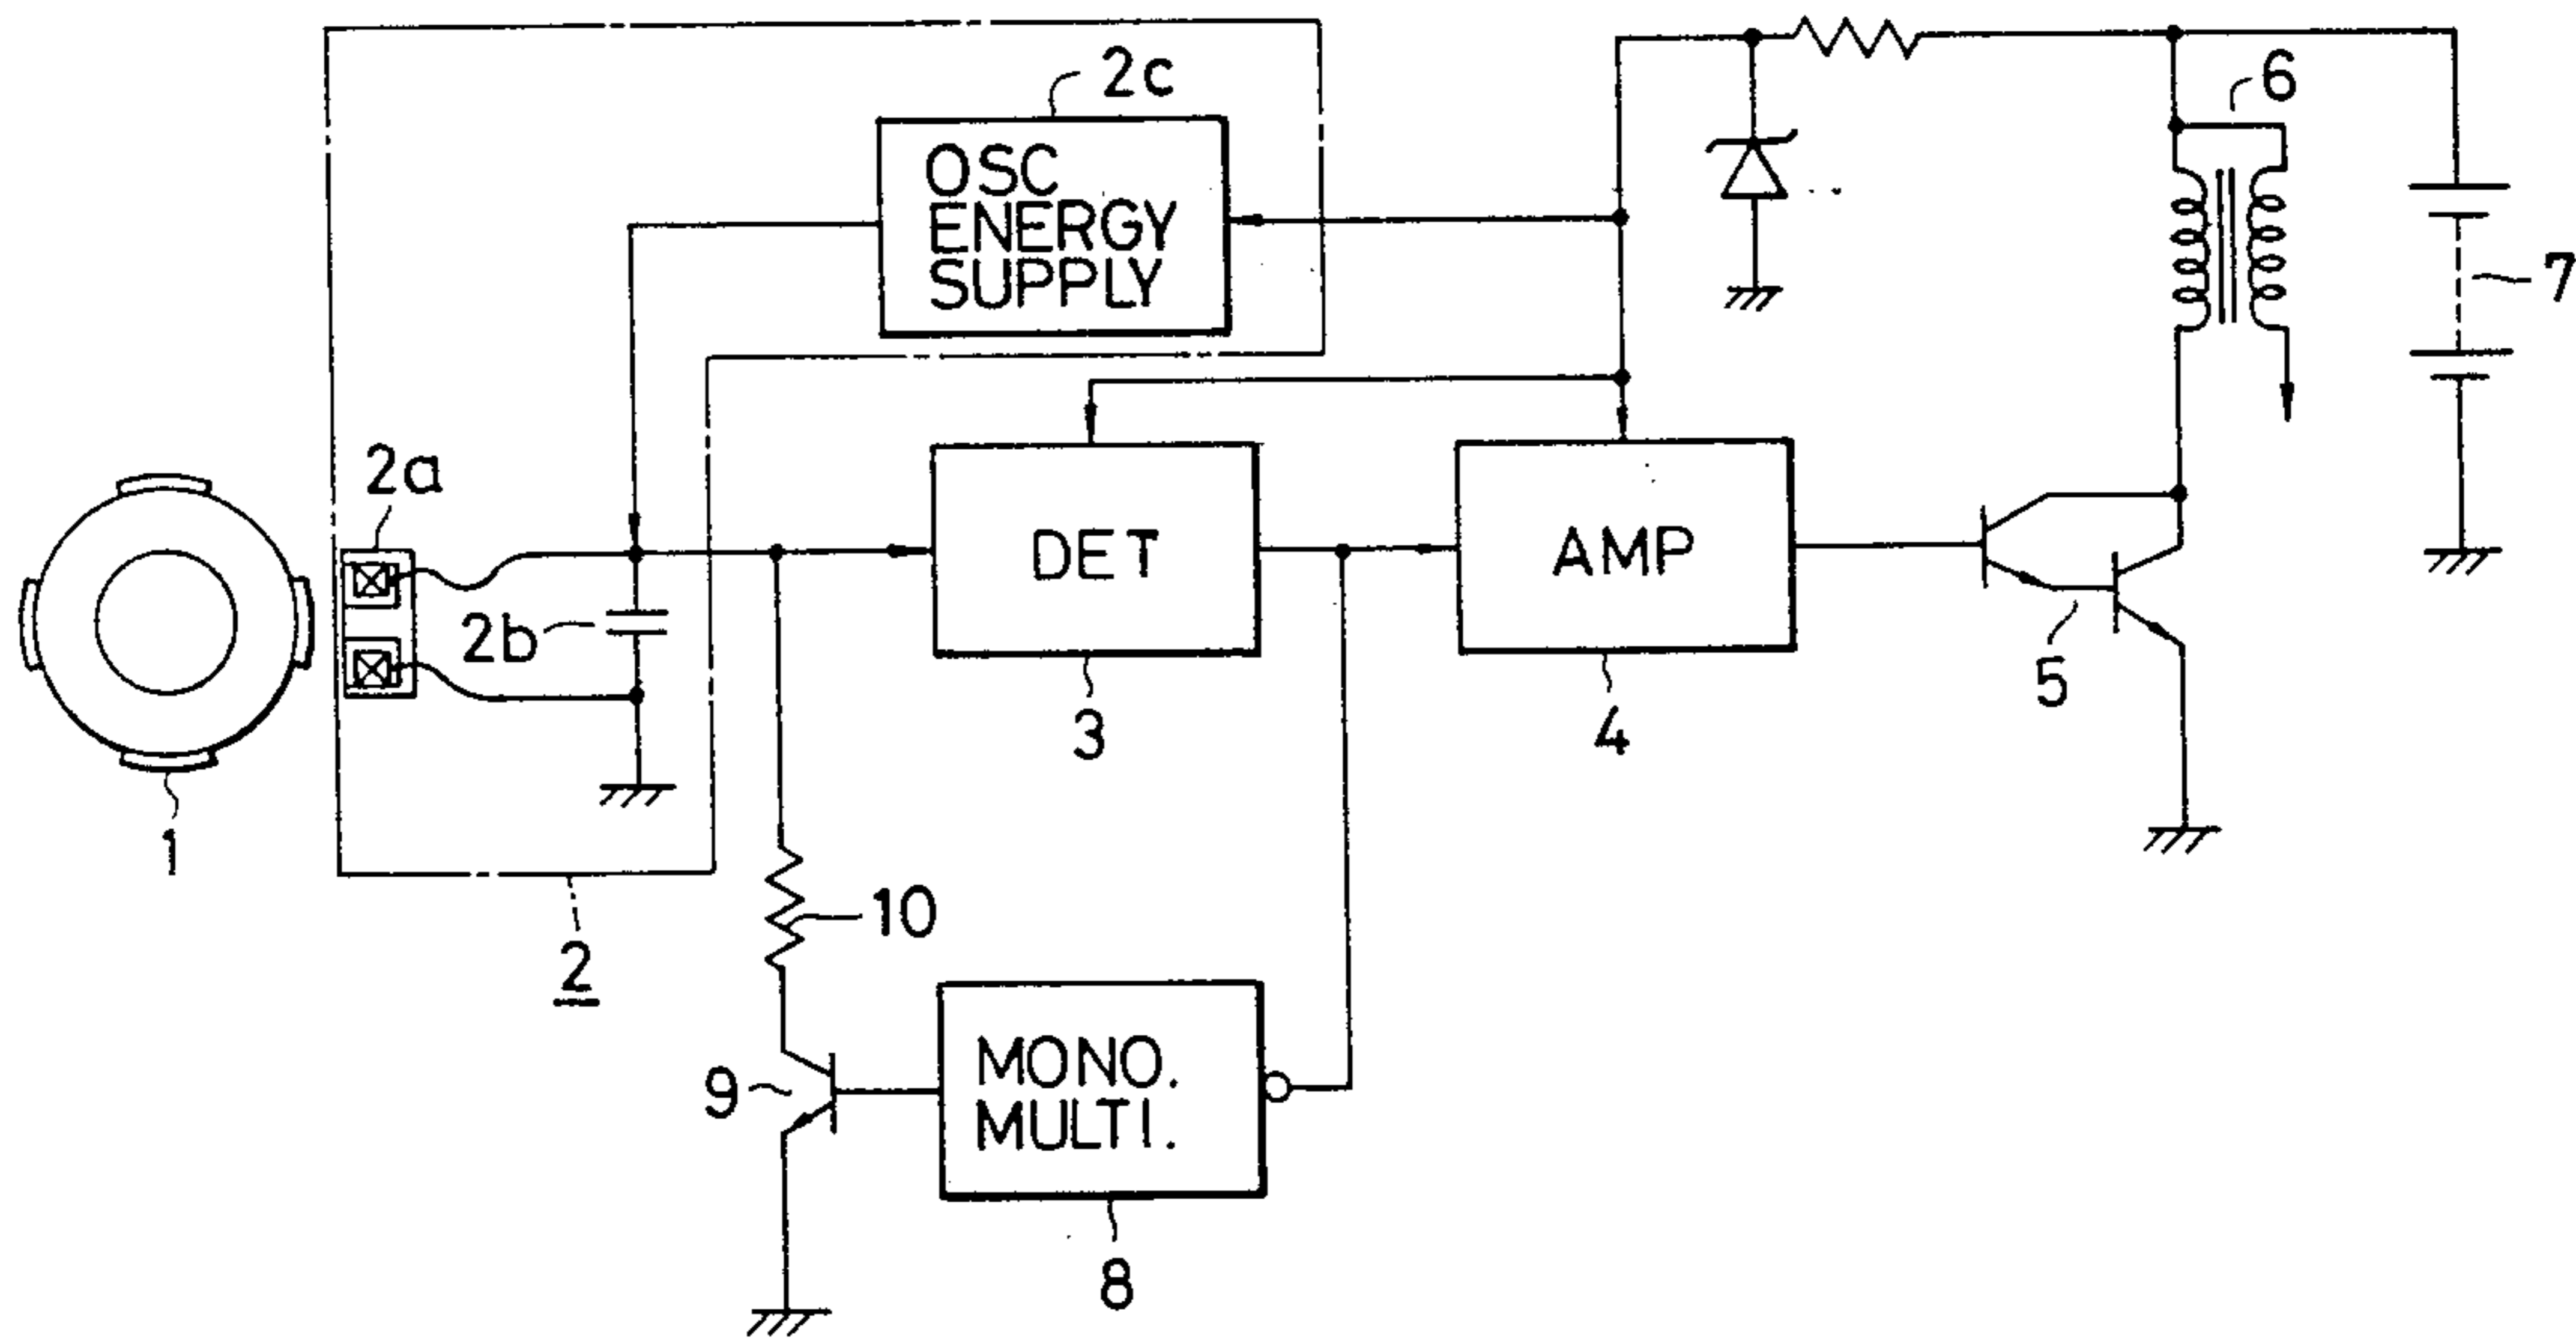 2c
6
OSC
ENERGY
SUPPLY
7
2a
DET
AMP
2b
5
3
4
1
10
2
MONO.
MULTI.
9
8